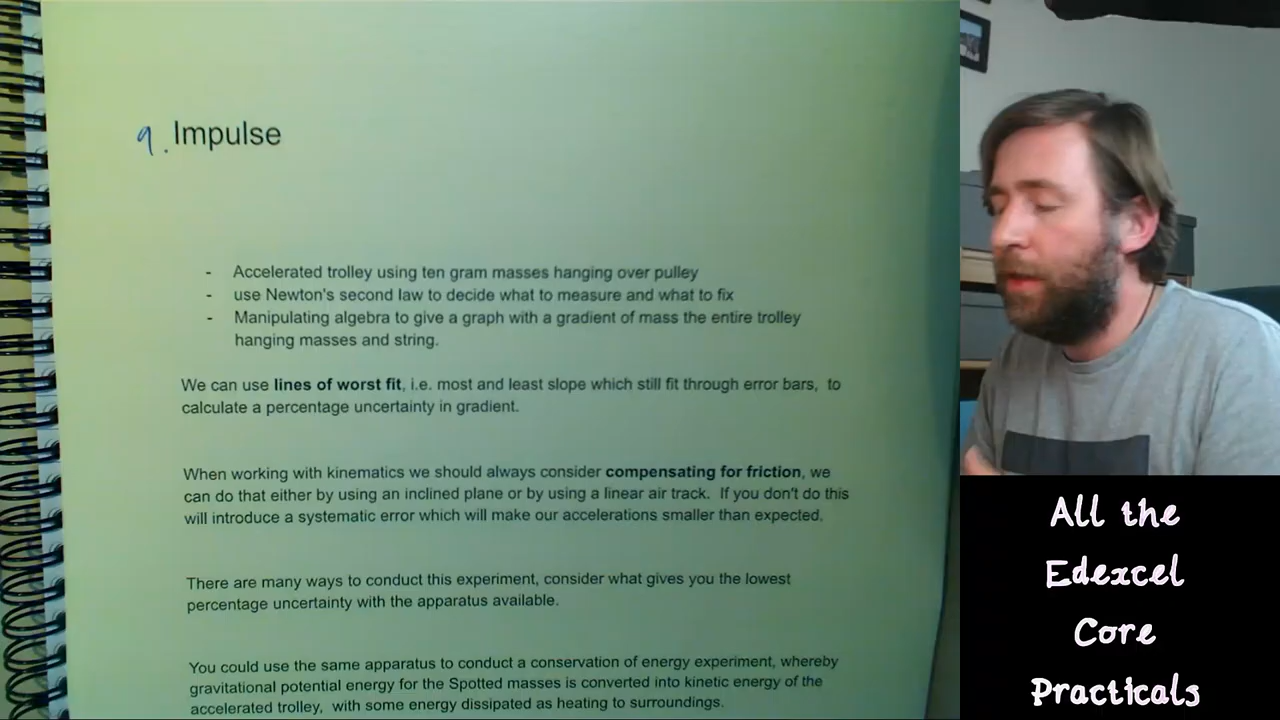 9. Impulse
- Accelerated trolley using ten gram masses hanging over pulley
- use Newton's second law to decide what to measure and what to fix
- Manipulating algebra to give a graph with a gradient of mass the entire trolley
hanging masses and string.
We can use lines of worst fit, i.e. most and least slope which still fit through error bars, to
calculate a percentage uncertainty in gradient.
When working with kinematics we should always consider compensating for friction, we
can do that either by using an inclined plane or by using a linear air track. If you don't do this
will introduce a systematic error which will make our accelerations smaller than expected.
There are many ways to conduct this experiment, consider what gives you the lowest
percentage uncertainty with the apparatus available.
You could use the same apparatus to conduct a conservation of energy experiment, whereby
gravitational potential energy for the Spotted masses is converted into kinetic energy of the
accelerated trolley, with some energy dissipated as heating to surroundings.
All the
Edexcel
Core
Practicals